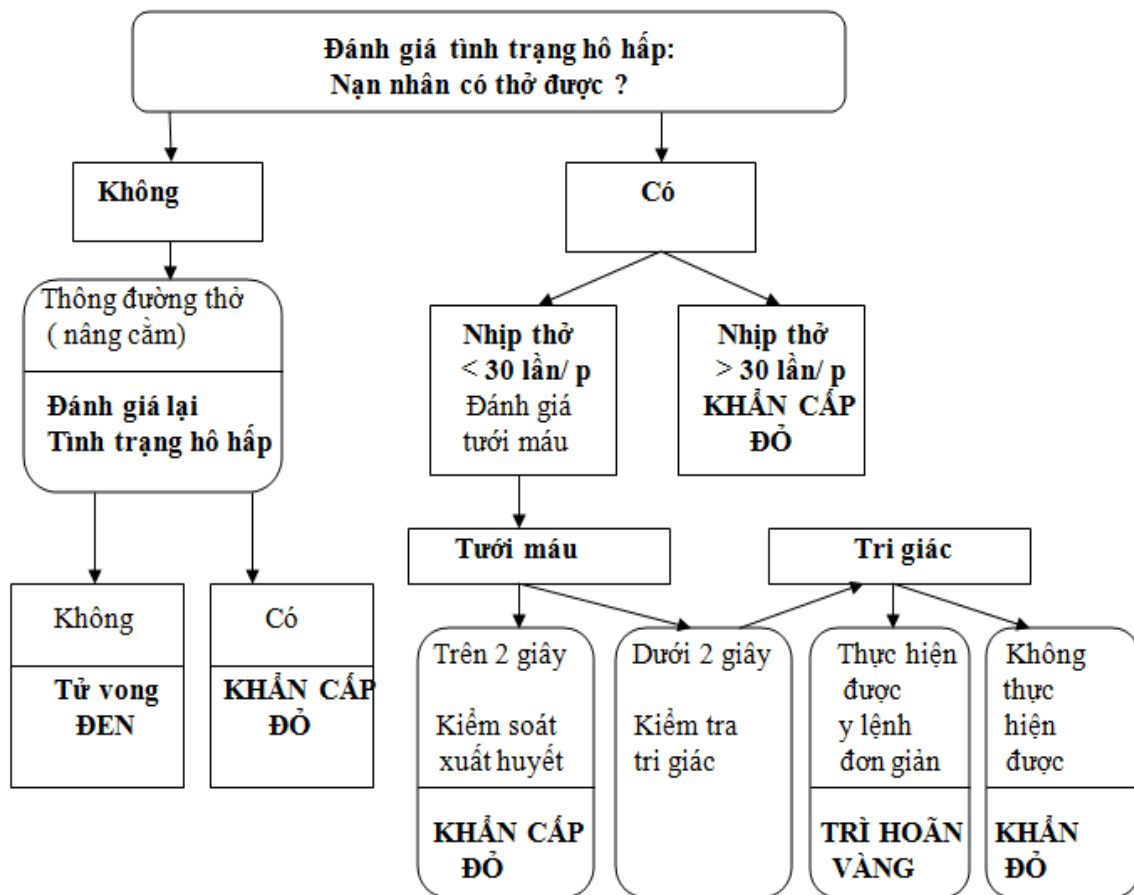 Đánh giá tình trạng hô hấp:
Nạn nhân có thở được ?
Không
Có
Thông đường thở
( nâng cằm)
Đánh giá lại
Tình trạng hô hấp
Nhịp thở
< 30 lần/ p
Đánh giá
tưới máu
Nhịp thở
> 30 lần/ p
KHẨN CẤP
ĐỎ
Tưới máu
Tri giác
Không
Tử vong
ĐEN
Có
KHẨN CẤP
ĐỎ
Trên 2 giây
Kiểm soát
xuất huyết
KHẨN CẤP
ĐỎ
Dưới 2 giây
Kiểm tra
tri giác
Thực hiện
được
y lệnh
đơn giản
TRÌ HOÃN
VÀNG
Không
thực
hiện
được
KHẨN
ĐỎ